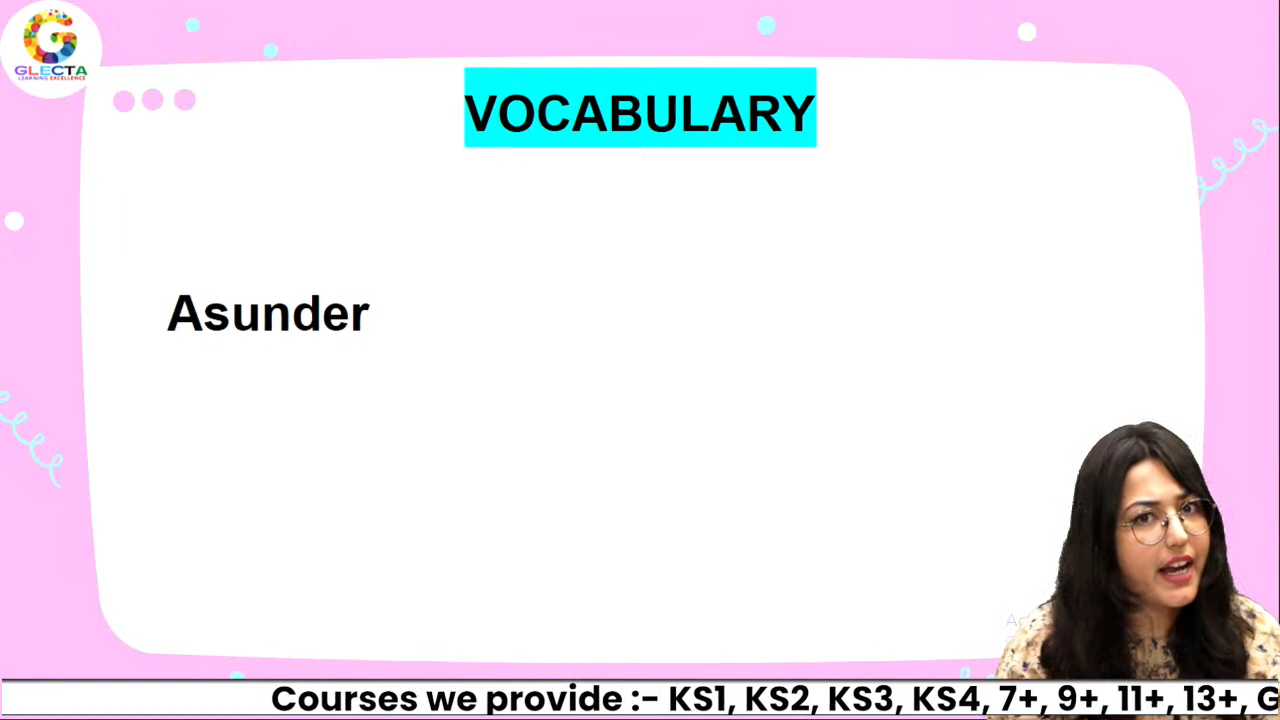 GLECTA
LEARNING EXCELLENCE
VOCABULARY
Asunder
Courses we provide :- KS1, KS2, KS3, KS4, 7+, 9+, 11+, 13+, G